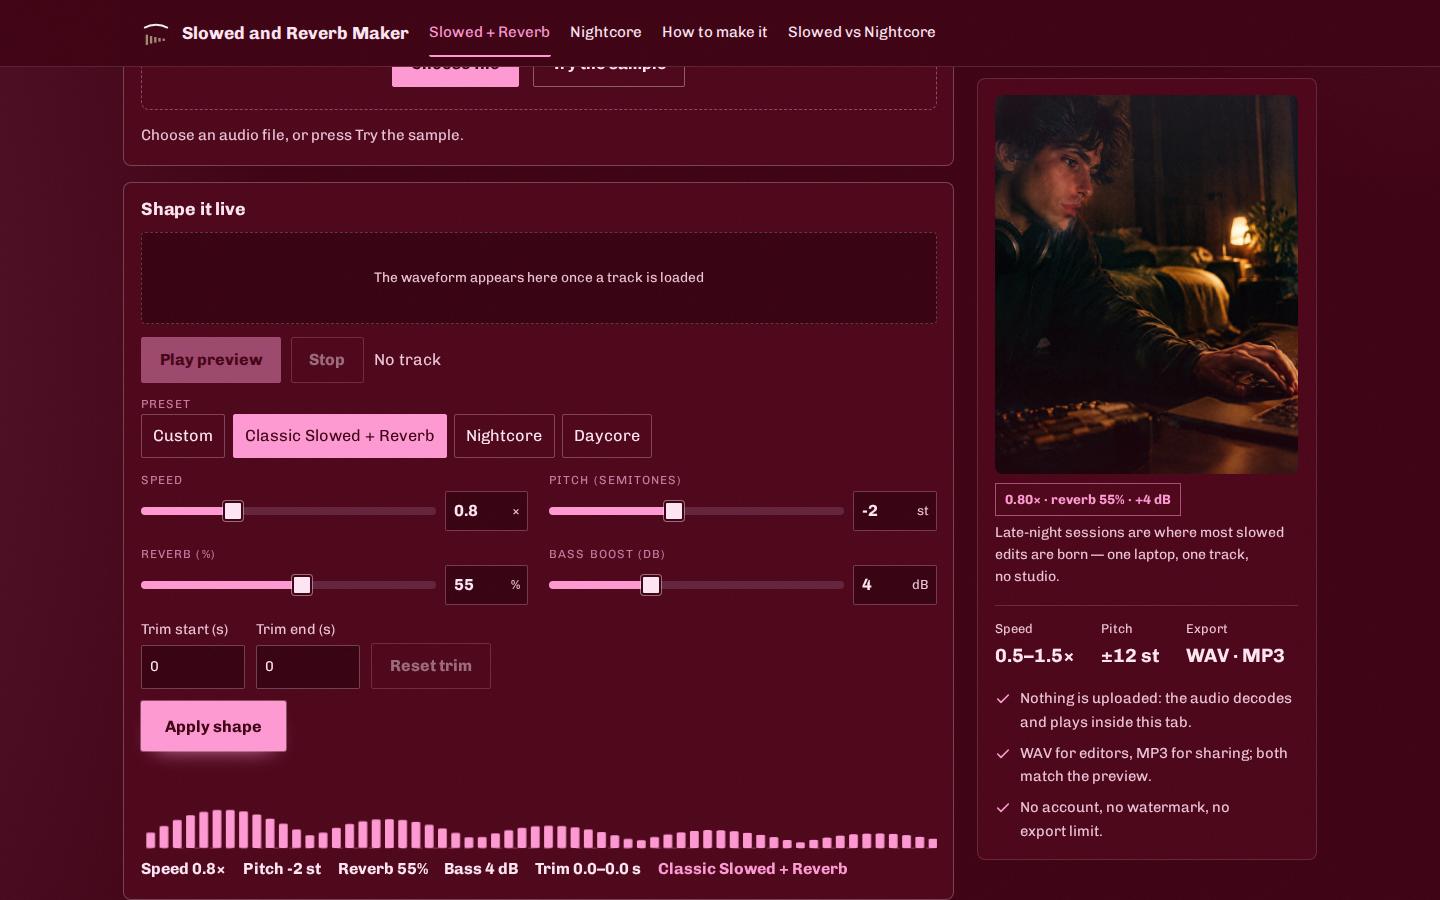 Slowed and Reverb Maker
Slowed + Reverb
Nightcore
How to make it
Slowed vs Nightcore
Choose an audio file, or press Try the sample.
Shape it live
The waveform appears here once a track is loaded
Play preview
Stop
No track
PRESET
Custom
Classic Slowed + Reverb
Nightcore
Daycore
SPEED
0.8 ×
PITCH (SEMITONES)
-2 st
REVERB (%)
55 %
BASS BOOST (DB)
4 dB
Trim start (s)
0
Trim end (s)
0
Reset trim
Apply shape
Speed 0.8× Pitch -2 st Reverb 55% Bass 4 dB Trim 0.0–0.0 s Classic Slowed + Reverb
0.80× · reverb 55% · +4 dB
Late-night sessions are where most slowed
edits are born — one laptop, one track,
no studio.
Speed
0.5–1.5×
Pitch
±12 st
Export
WAV · MP3
Nothing is uploaded: the audio decodes
and plays inside this tab.
WAV for editors, MP3 for sharing; both
match the preview.
No account, no watermark, no
export limit.